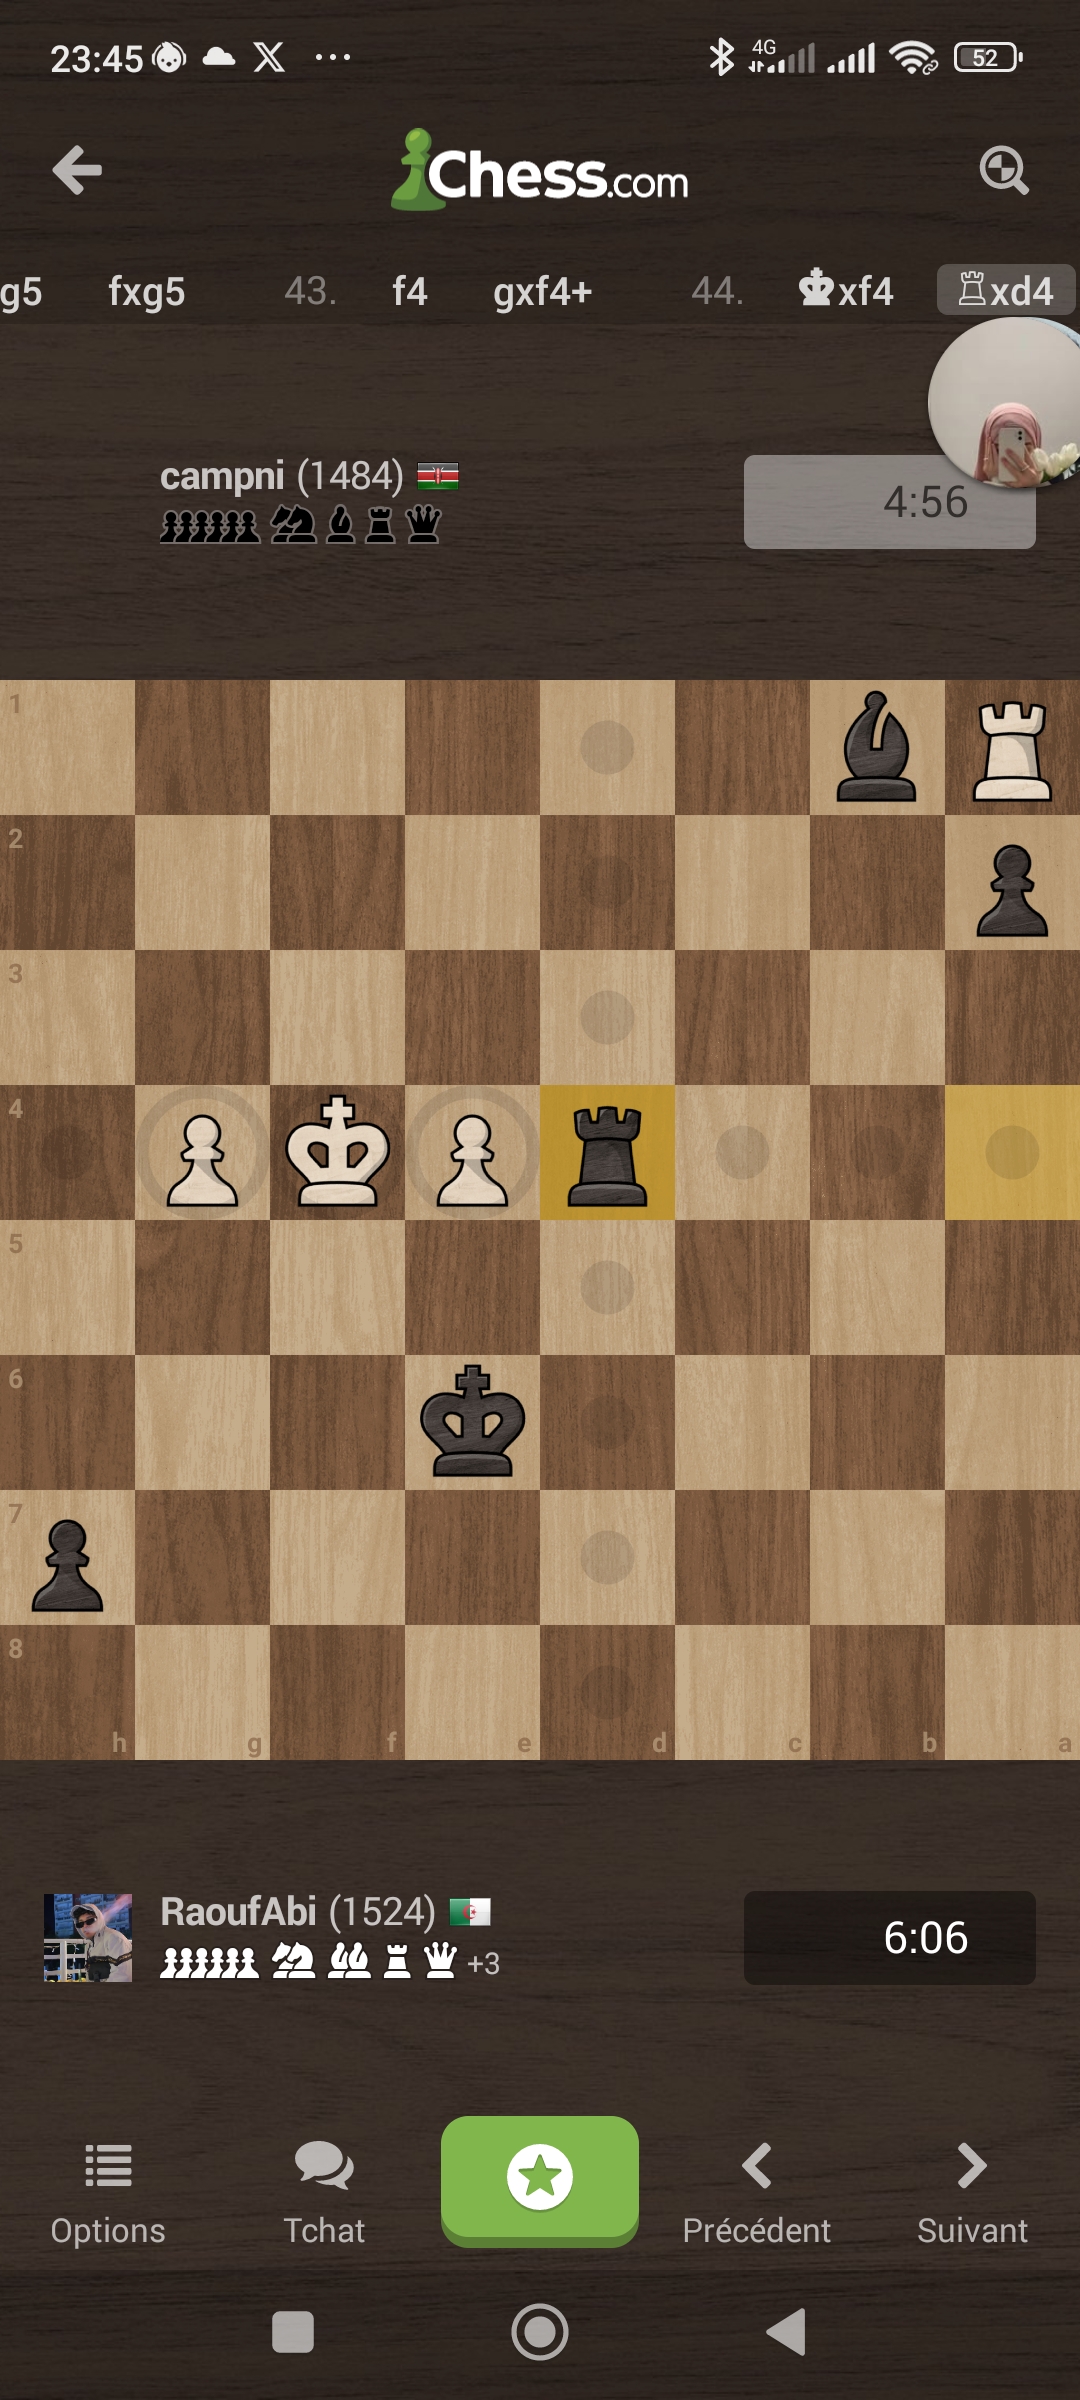 23:45 ... 4G 52
Chess.com
g5 fxg5 43. f4 gxf4+ 44. ♚xf4 ♖xd4
campni (1484)
4:56
1
2
3
4
5
6
7
8
h g f e d c b a
RaoufAbi (1524)
+3
6:06
Options Tchat Précédent Suivant